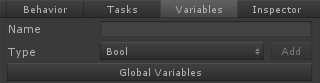 Behavior Tasks Variables Inspector
Name
Type Bool Add
Global Variables